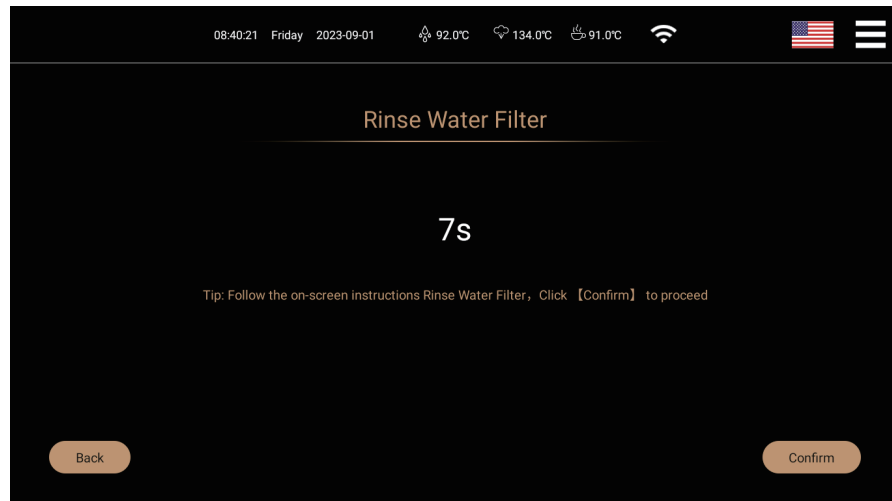 08:40:21 Friday 2023-09-01 92.0℃ 134.0℃ 91.0℃
Rinse Water Filter
7s
Tip: Follow the on-screen instructions Rinse Water Filter，Click 【Confirm】 to proceed
Back
Confirm